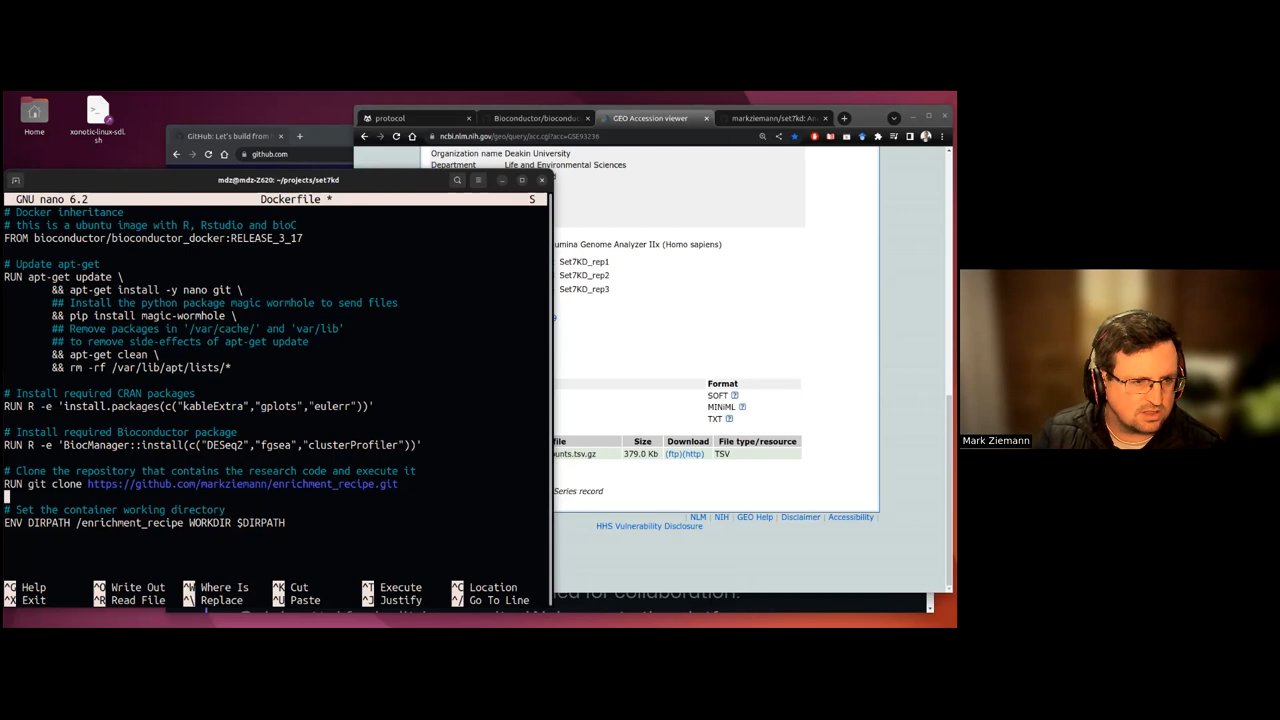 Home
xonotic-linux-sdl.
sh
GitHub: Let's build from
github.com
protocol
Bioconductor/bioconduc
GEO Accession viewer
markziemann/set7kd: An
ncbi.nlm.nih.gov/geo/query/acc.cgi?acc=GSE93236
Organization name Deakin University
Department Life and Environmental Sciences
mdz@mdz-Z620: ~/projects/set7kd
GNU nano 6.2 Dockerfile * S
# Docker inheritance
# this is a ubuntu image with R, Rstudio and bioC
FROM bioconductor/bioconductor_docker:RELEASE_3_17
# Update apt-get
RUN apt-get update \
&& apt-get install -y nano git \
## Install the python package magic wormhole to send files
&& pip install magic-wormhole \
## Remove packages in '/var/cache/' and 'var/lib'
## to remove side-effects of apt-get update
&& apt-get clean \
&& rm -rf /var/lib/apt/lists/*
# Install required CRAN packages
RUN R -e 'install.packages(c("kableExtra","gplots","eulerr"))'
# Install required Bioconductor package
RUN R -e 'BiocManager::install(c("DESeq2","fgsea","clusterProfiler"))'
# Clone the repository that contains the research code and execute it
RUN git clone https://github.com/markziemann/enrichment_recipe.git
# Set the container working directory
ENV DIRPATH /enrichment_recipe WORKDIR $DIRPATH
^G Help ^O Write Out ^W Where Is ^K Cut ^T Execute ^C Location
^X Exit ^R Read File ^\ Replace ^U Paste ^J Justify ^/ Go To Line
umina Genome Analyzer IIx (Homo sapiens)
Set7KD_rep1
Set7KD_rep2
Set7KD_rep3
Format
SOFT
MINiML
TXT
file Size Download File type/resource
unts.tsv.gz 379.0 Kb (ftp)(http) TSV
Series record
NLM | NIH | GEO Help | Disclaimer | Accessibility
HHS Vulnerability Disclosure
ed for collaboration.
Mark Ziemann